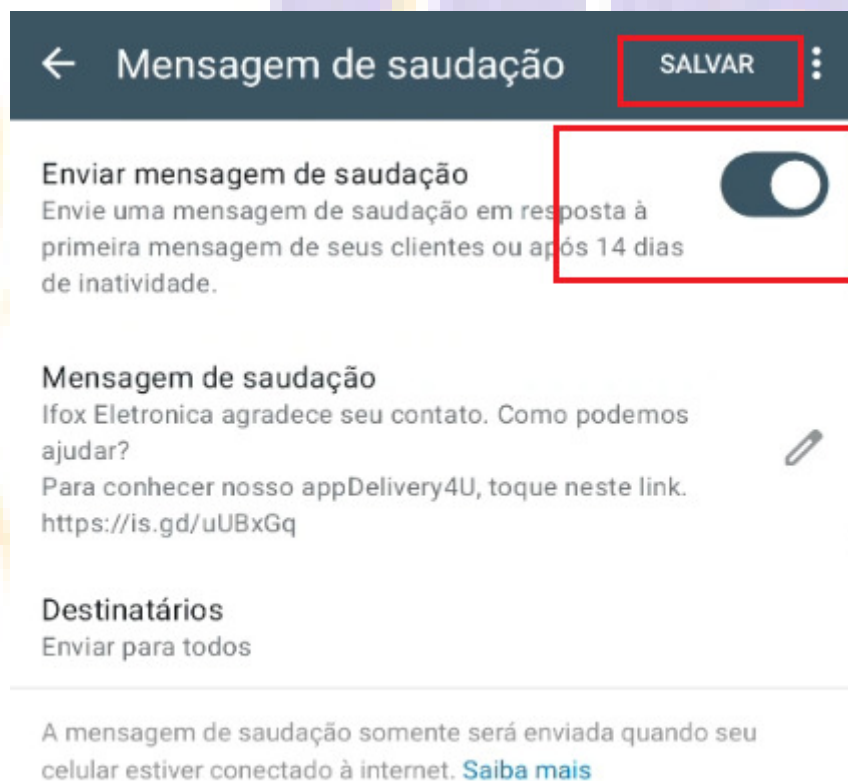 Mensagem de saudação SALVAR
Enviar mensagem de saudação
Envie uma mensagem de saudação em resposta à
primeira mensagem de seus clientes ou após 14 dias
de inatividade.
Mensagem de saudação
Ifox Eletronica agradece seu contato. Como podemos
ajudar?
Para conhecer nosso appDelivery4U, toque neste link.
https://is.gd/uUBxGq
Destinatários
Enviar para todos
A mensagem de saudação somente será enviada quando seu
celular estiver conectado à internet. Saiba mais